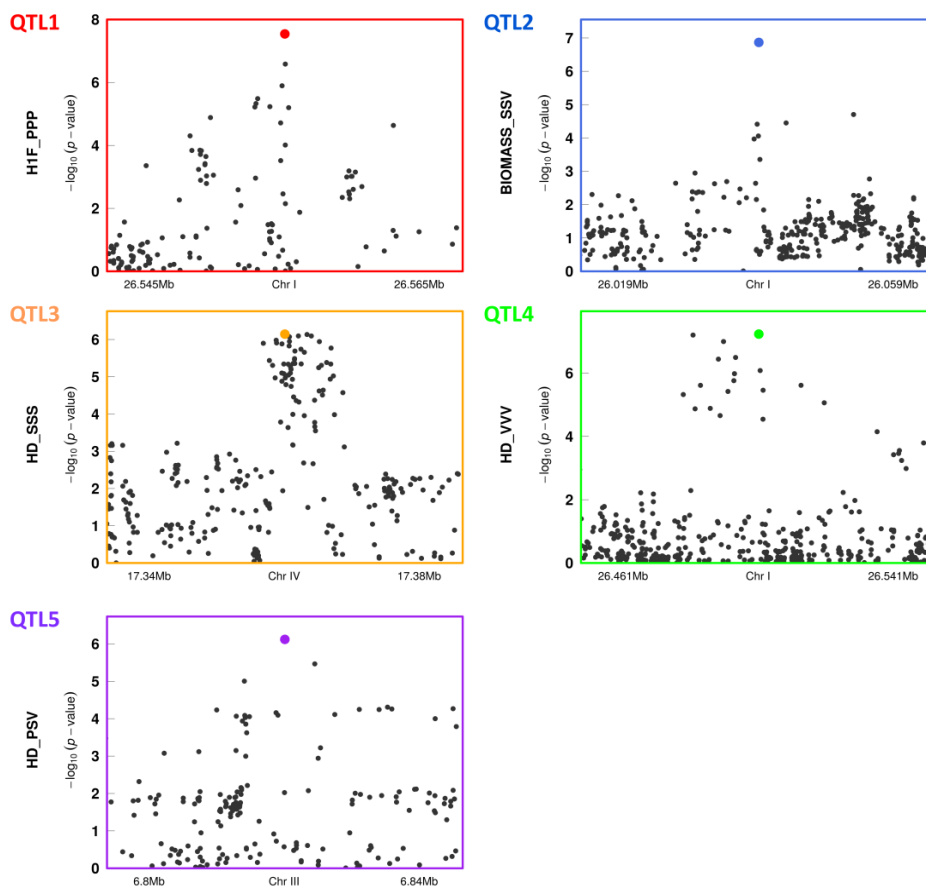 QTL1
H1F_PPP
−log10 (p − value)
8
6
4
2
0
26.545Mb Chr I 26.565Mb
QTL2
BIOMASS_SSV
−log10 (p − value)
7
6
5
4
3
2
1
0
26.019Mb Chr I 26.059Mb
QTL3
HD_SSS
−log10 (p − value)
6
5
4
3
2
1
0
17.34Mb Chr IV 17.38Mb
QTL4
HD_VVV
−log10 (p − value)
6
4
2
0
26.461Mb Chr I 26.541Mb
QTL5
HD_PSV
−log10 (p − value)
6
5
4
3
2
1
0
6.8Mb Chr III 6.84Mb